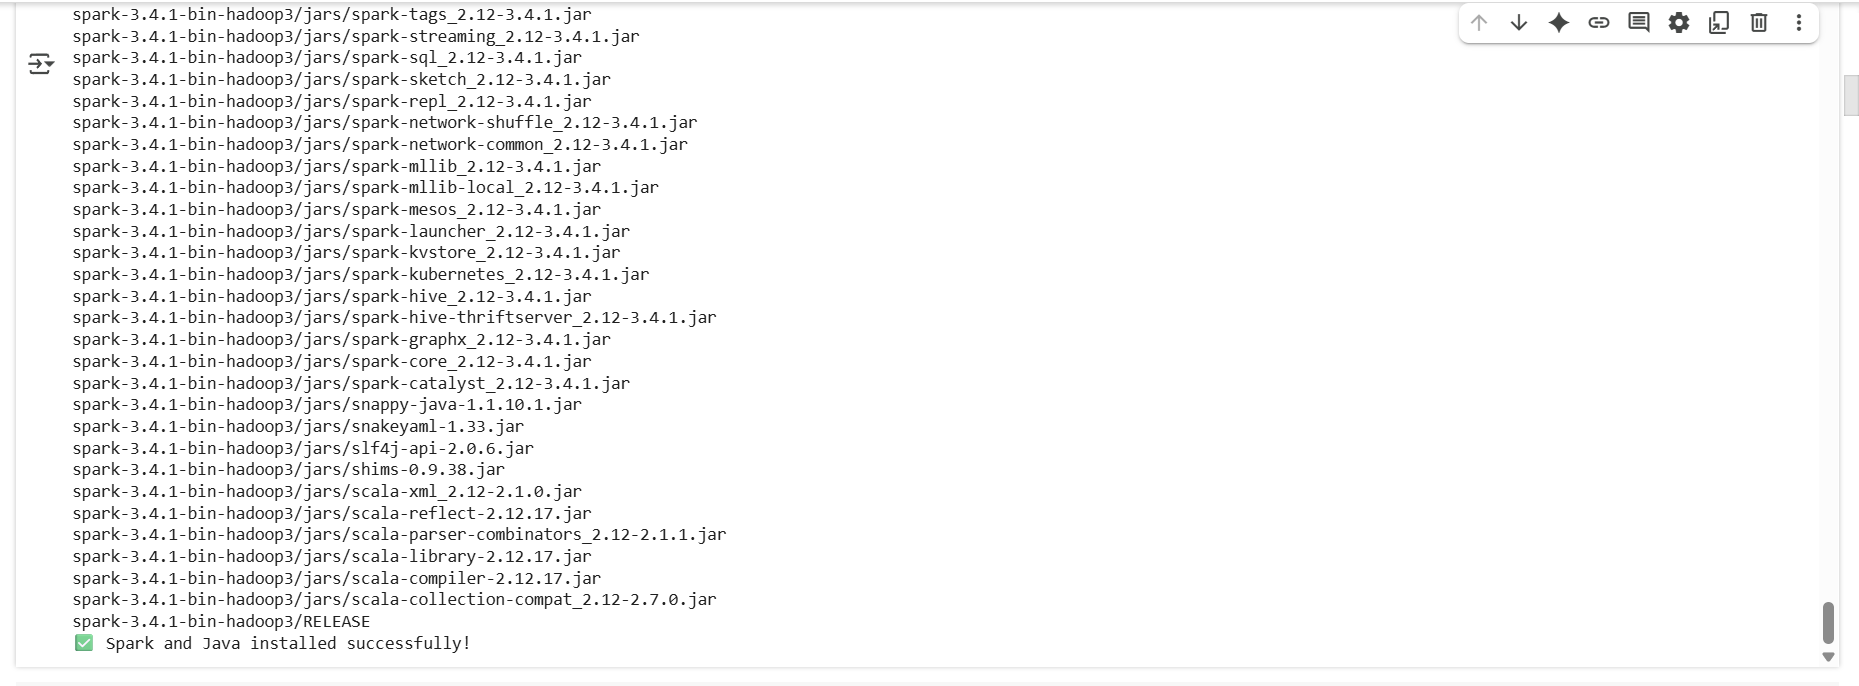 spark-3.4.1-bin-hadoop3/jars/spark-tags_2.12-3.4.1.jar
spark-3.4.1-bin-hadoop3/jars/spark-streaming_2.12-3.4.1.jar
spark-3.4.1-bin-hadoop3/jars/spark-sql_2.12-3.4.1.jar
spark-3.4.1-bin-hadoop3/jars/spark-sketch_2.12-3.4.1.jar
spark-3.4.1-bin-hadoop3/jars/spark-repl_2.12-3.4.1.jar
spark-3.4.1-bin-hadoop3/jars/spark-network-shuffle_2.12-3.4.1.jar
spark-3.4.1-bin-hadoop3/jars/spark-network-common_2.12-3.4.1.jar
spark-3.4.1-bin-hadoop3/jars/spark-mllib_2.12-3.4.1.jar
spark-3.4.1-bin-hadoop3/jars/spark-mllib-local_2.12-3.4.1.jar
spark-3.4.1-bin-hadoop3/jars/spark-mesos_2.12-3.4.1.jar
spark-3.4.1-bin-hadoop3/jars/spark-launcher_2.12-3.4.1.jar
spark-3.4.1-bin-hadoop3/jars/spark-kvstore_2.12-3.4.1.jar
spark-3.4.1-bin-hadoop3/jars/spark-kubernetes_2.12-3.4.1.jar
spark-3.4.1-bin-hadoop3/jars/spark-hive_2.12-3.4.1.jar
spark-3.4.1-bin-hadoop3/jars/spark-hive-thriftserver_2.12-3.4.1.jar
spark-3.4.1-bin-hadoop3/jars/spark-graphx_2.12-3.4.1.jar
spark-3.4.1-bin-hadoop3/jars/spark-core_2.12-3.4.1.jar
spark-3.4.1-bin-hadoop3/jars/spark-catalyst_2.12-3.4.1.jar
spark-3.4.1-bin-hadoop3/jars/snappy-java-1.1.10.1.jar
spark-3.4.1-bin-hadoop3/jars/snakeyaml-1.33.jar
spark-3.4.1-bin-hadoop3/jars/slf4j-api-2.0.6.jar
spark-3.4.1-bin-hadoop3/jars/shims-0.9.38.jar
spark-3.4.1-bin-hadoop3/jars/scala-xml_2.12-2.1.0.jar
spark-3.4.1-bin-hadoop3/jars/scala-reflect-2.12.17.jar
spark-3.4.1-bin-hadoop3/jars/scala-parser-combinators_2.12-2.1.1.jar
spark-3.4.1-bin-hadoop3/jars/scala-library-2.12.17.jar
spark-3.4.1-bin-hadoop3/jars/scala-compiler-2.12.17.jar
spark-3.4.1-bin-hadoop3/jars/scala-collection-compat_2.12-2.7.0.jar
spark-3.4.1-bin-hadoop3/RELEASE
✅ Spark and Java installed successfully!